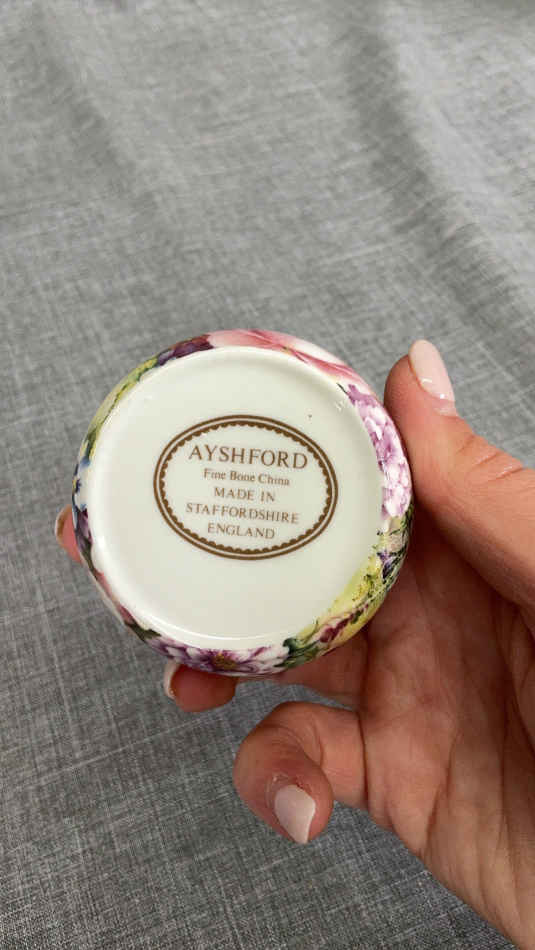 AYSHFORD
Fine Bone China
MADE IN
STAFFORDSHIRE
ENGLAND